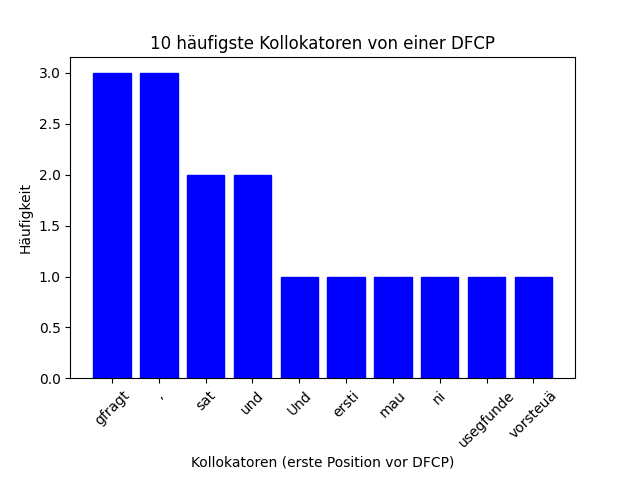 10 häufigste Kollokatoren von einer DFCP
3.0
2.5
2.0
1.5
1.0
0.5
0.0
Häufigkeit
gfragt , sat und Und ersti mau ni usegfunde vorsteuä
Kollokatoren (erste Position vor DFCP)